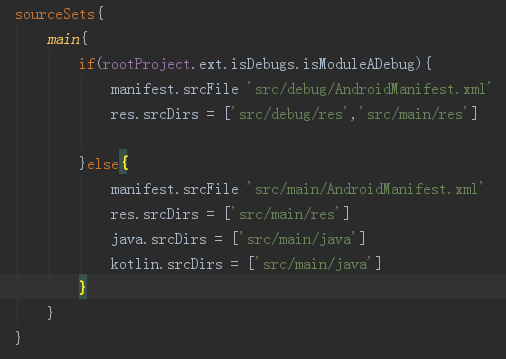 sourceSets{
main{
if(rootProject.ext.isDebugs.isModuleADebug){
manifest.srcFile 'src/debug/AndroidManifest.xml'
res.srcDirs = ['src/debug/res','src/main/res']
}else{
manifest.srcFile 'src/main/AndroidManifest.xml'
res.srcDirs = ['src/main/res']
java.srcDirs = ['src/main/java']
kotlin.srcDirs = ['src/main/java']
}
}
}